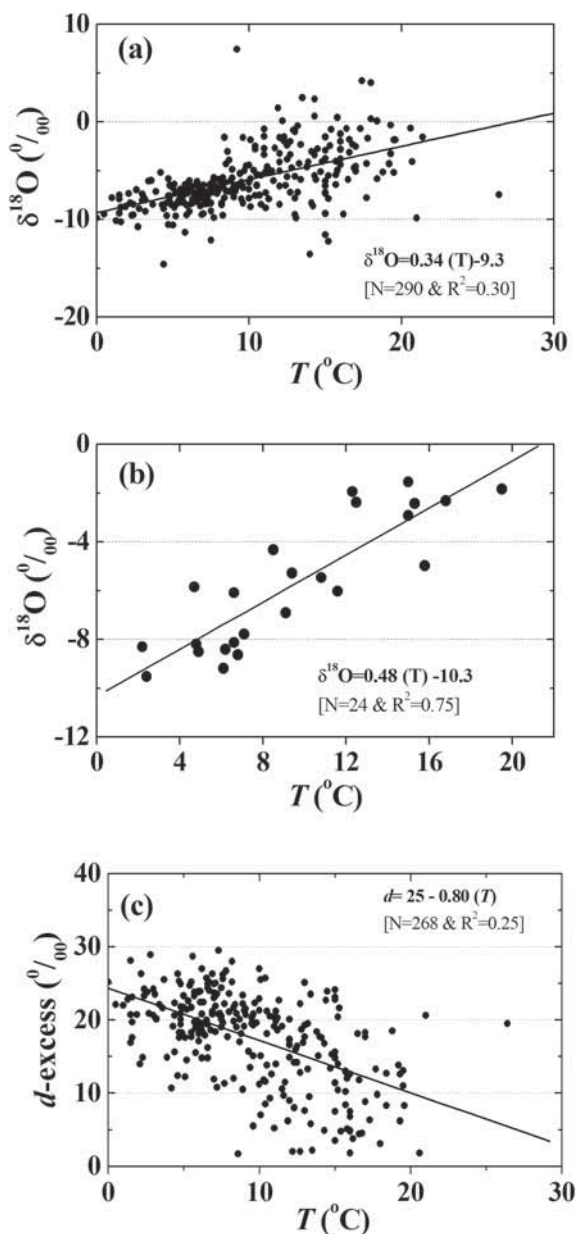 (a)
10
0
-10
-20
δ¹⁸O (⁰/₀₀)
δ¹⁸O=0.34 (T)-9.3
[N=290 & R²=0.30]
0 10 20 30
T (°C)
(b)
0
-4
-8
-12
δ¹⁸O (⁰/₀₀)
δ¹⁸O=0.48 (T) -10.3
[N=24 & R²=0.75]
0 4 8 12 16 20
T (°C)
(c)
40
30
20
10
0
d-excess (⁰/₀₀)
d= 25 - 0.80 (T)
[N=268 & R²=0.25]
0 10 20 30
T (°C)